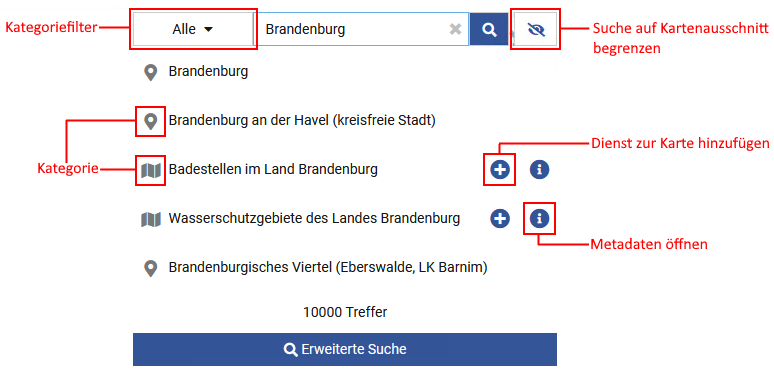 Kategoriefilter
Alle
Brandenburg
Suche auf Kartenausschnitt
begrenzen
Brandenburg
Brandenburg an der Havel (kreisfreie Stadt)
Dienst zur Karte hinzufügen
Kategorie
Badestellen im Land Brandenburg
Wasserschutzgebiete des Landes Brandenburg
Metadaten öffnen
Brandenburgisches Viertel (Eberswalde, LK Barnim)
10000 Treffer
Erweiterte Suche